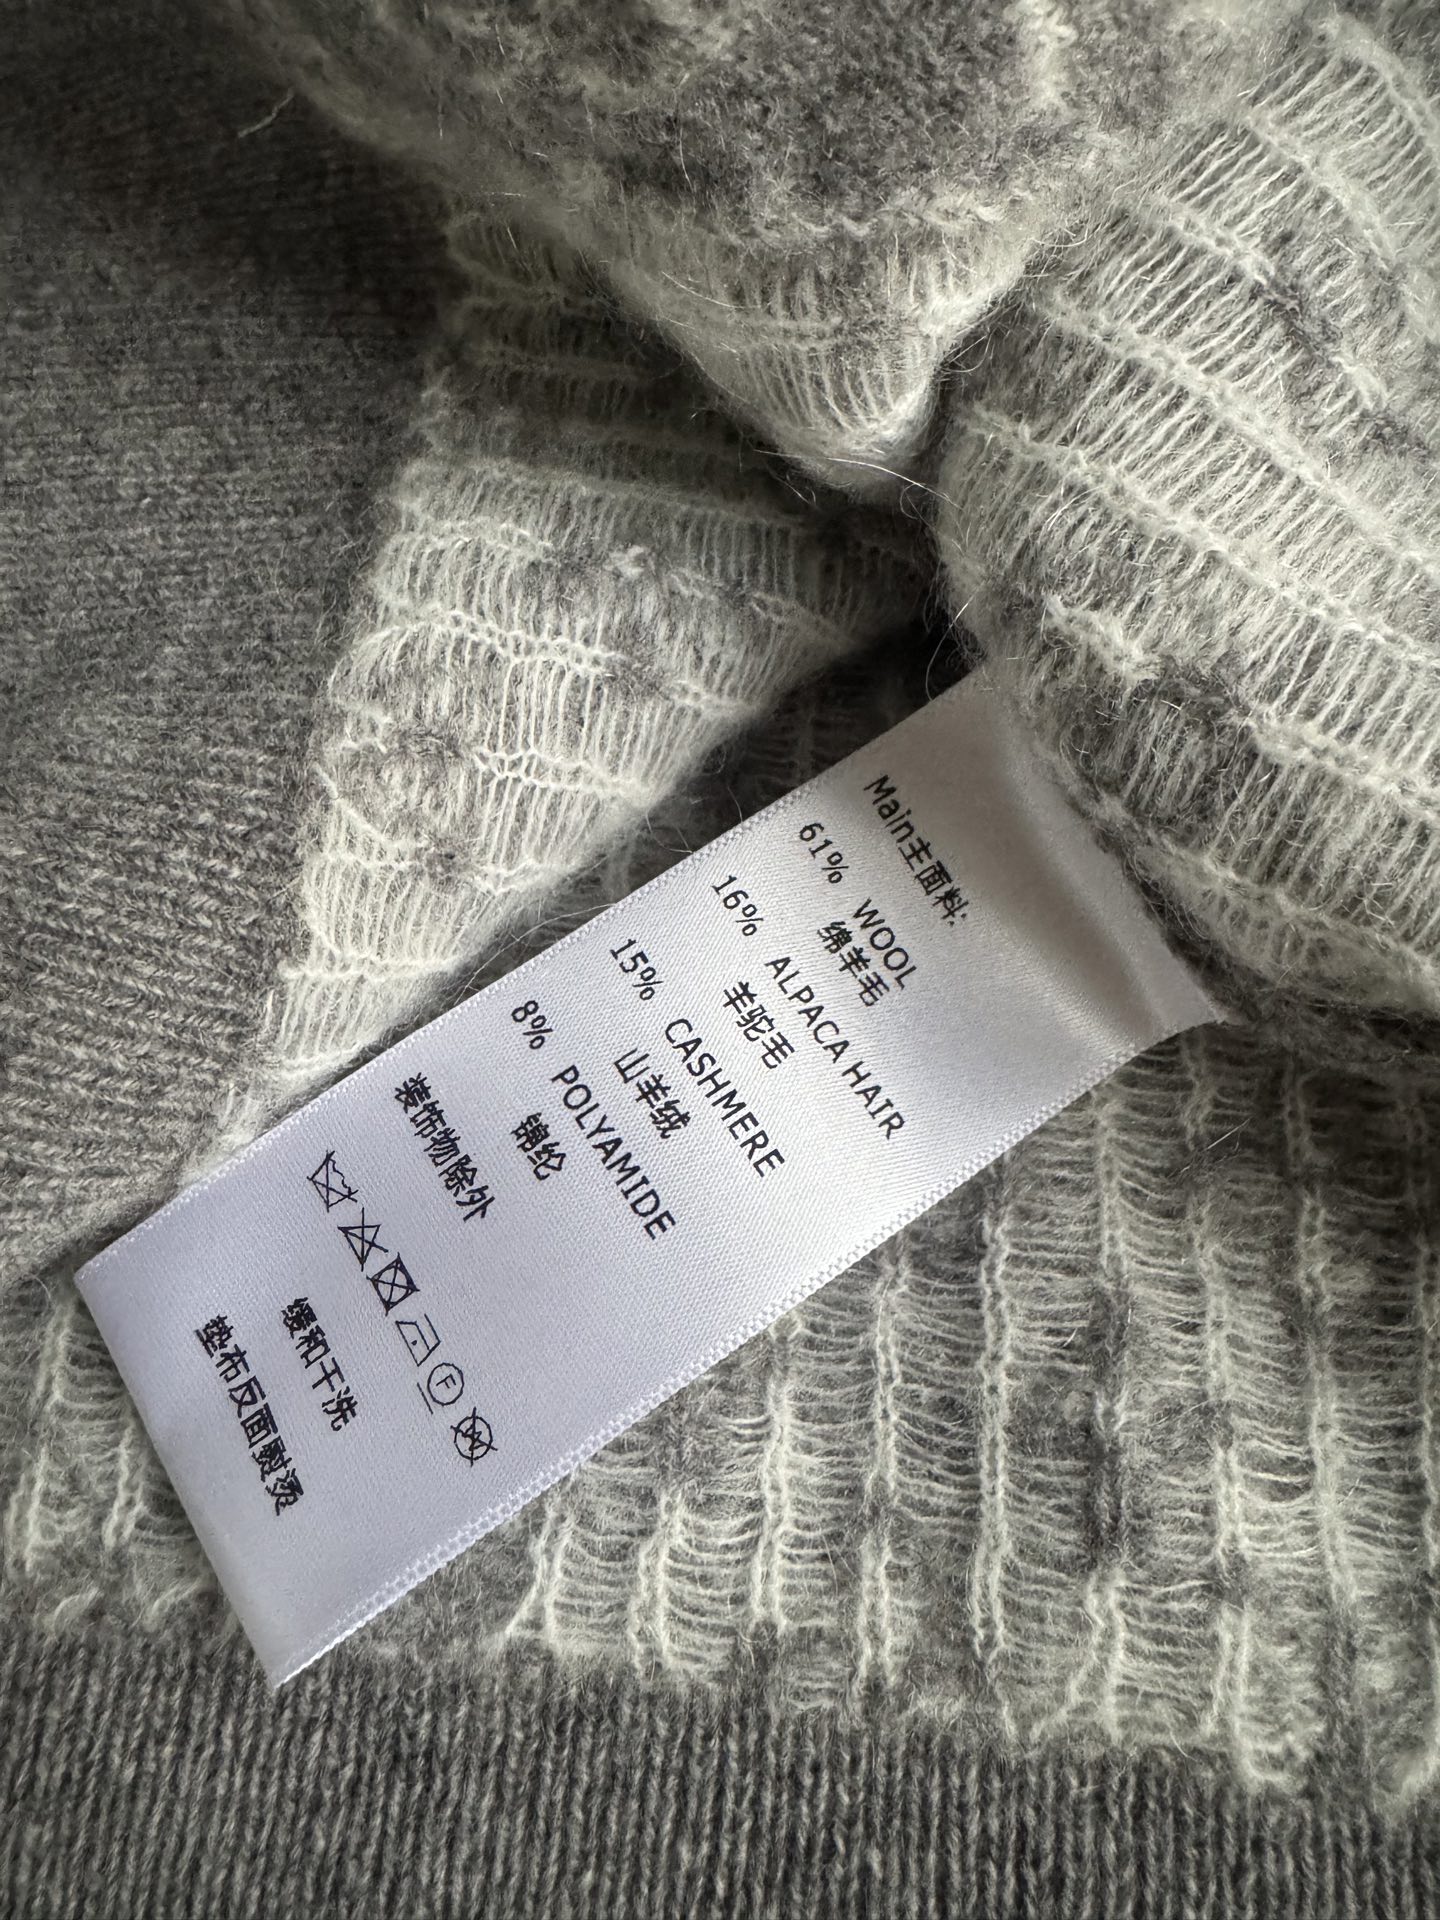 Main主面料:
61% WOOL
绵羊毛
16% ALPACA HAIR
羊驼毛
15% CASHMERE
山羊绒
8% POLYAMIDE
锦纶
装饰物除外
F
W
缓和干洗
垫布反面熨烫